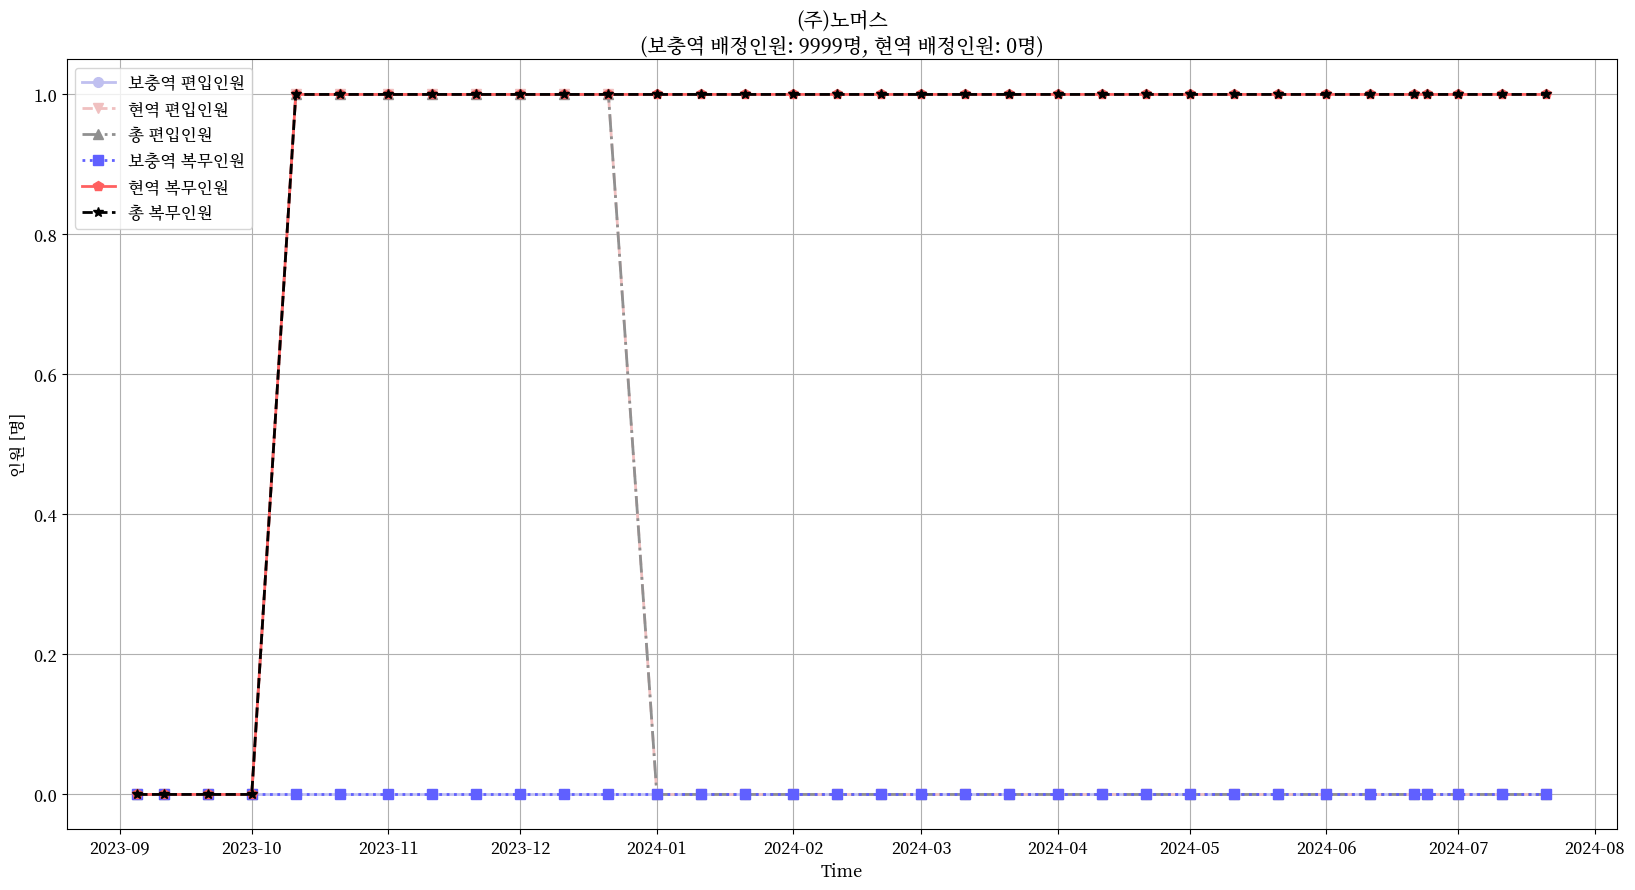 (주)노머스
(보충역 배정인원: 9999명, 현역 배정인원: 0명)
보충역 편입인원
현역 편입인원
총 편입인원
보충역 복무인원
현역 복무인원
총 복무인원
1.0
0.8
0.6
0.4
0.2
0.0
인원 [명]
2023-09 2023-10 2023-11 2023-12 2024-01 2024-02 2024-03 2024-04 2024-05 2024-06 2024-07 2024-08
Time